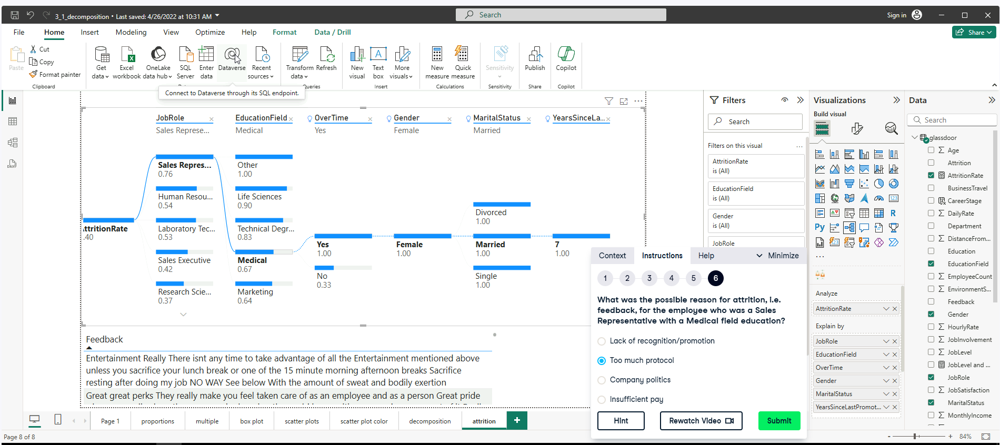 3_1_decomposition • Last saved: 4/26/2022 at 10:31 AM
Search
Sign in
File Home Insert Modeling View Optimize Help Format Data / Drill
Share
Paste
Cut
Copy
Format painter
Clipboard
Get data
Excel workbook
OneLake data hub
SQL Server
Enter data
Dataverse
Recent sources
Transform data
Refresh
Queries
New visual
Text box
More visuals
Insert
New measure
Quick measure
Calculations
Sensitivity
Sensitivity
Publish
Share
Copilot
Copilot
Connect to Dataverse through its SQL endpoint.
JobRole
Sales Represe...
EducationField
Medical
OverTime
Yes
Gender
Female
MaritalStatus
Married
YearsSinceLa...
ttritionRate
.40
Sales Repres...
0.76
Human Resou...
0.54
Laboratory Tec...
0.53
Sales Executive
0.42
Research Scie...
0.37
Other
1.00
Life Sciences
0.90
Technical Degr...
0.83
Medical
0.67
Marketing
0.64
Yes
1.00
No
0.33
Female
1.00
Divorced
1.00
Married
1.00
Single
1.00
7
1.00
Feedback
Entertainment Really There isnt any time to take advantage of all the Entertainment mentioned above
unless you sacrifice your lunch break or one of the 15 minute morning afternoon breaks Sacrifice
resting after doing my job NO WAY See below With the amount of sweat and bodily exertion
Great great perks They really make you feel taken care of as an employee and as a person Great pride
Page 1 proportions multiple box plot scatter plots scatter plot color decomposition attrition +
Page 8 of 8
Filters
Search
Filters on this visual
...
AttritionRate
is (All)
EducationField
is (All)
Gender
is (All)
JobRole
Context Instructions Help Minimize
1 2 3 4 5 6
What was the possible reason for attrition, i.e.
feedback, for the employee who was a Sales
Representative with a Medical field education?
Lack of recognition/promotion
Too much protocol
Company politics
Insufficient pay
Hint
Rewatch Video
Submit
Visualizations
Build visual
123
R
Py
...
Analyze
AttritionRate
Explain by
JobRole
EducationField
OverTime
Gender
MaritalStatus
YearsSinceLastPromot...
Data
Search
glassdoor
Age
Attrition
AttritionRate
BusinessTravel
CareerStage
DailyRate
Department
DistanceFrom...
Education
EducationField
EmployeeCount
EnvironmentS...
Feedback
Gender
HourlyRate
JobInvolvement
JobLevel
JobLevel and ...
JobRole
JobSatisfaction
MaritalStatus
MonthlyIncome
- + 84%